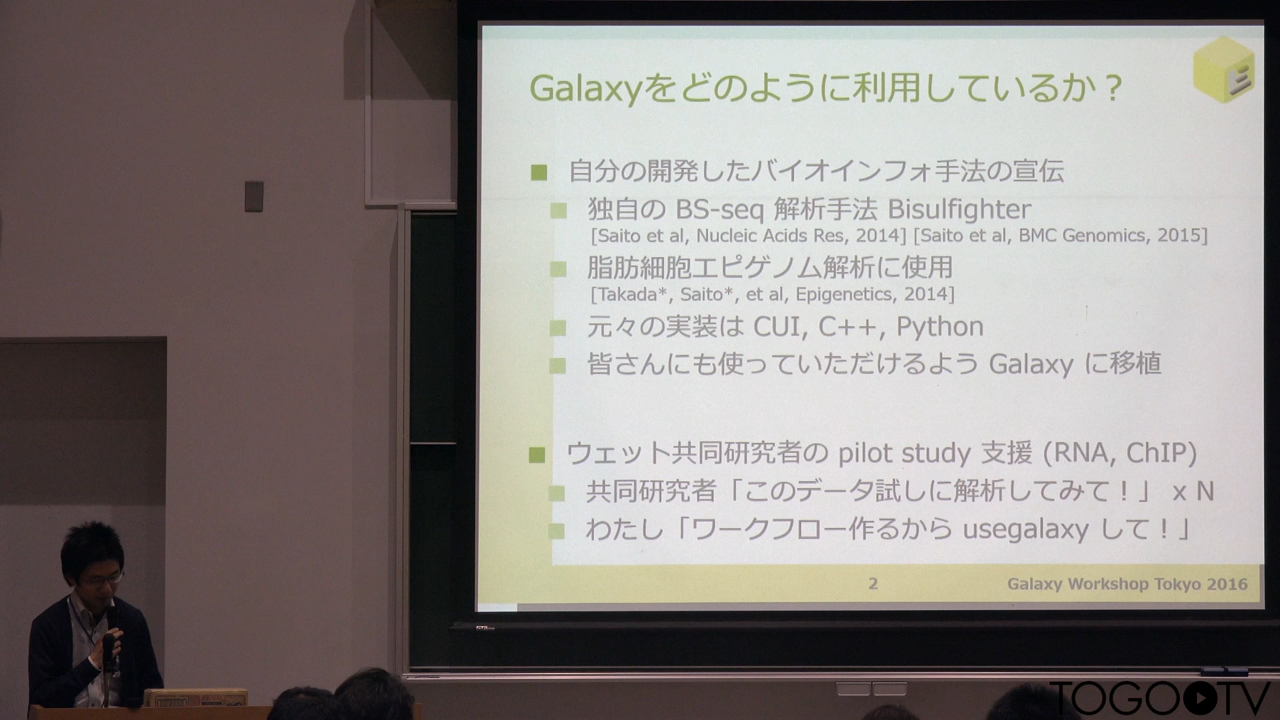 Galaxyをどのように利用しているか？
自分の開発したバイオインフォ手法の宣伝
独自の BS-seq 解析手法 Bisulfighter
[Saito et al, Nucleic Acids Res, 2014] [Saito et al, BMC Genomics, 2015]
脂肪細胞エピゲノム解析に使用
[Takada*, Saito*, et al, Epigenetics, 2014]
元々の実装は CUI, C++, Python
皆さんにも使っていただけるよう Galaxy に移植
ウェット共同研究者の pilot study 支援 (RNA, ChIP)
共同研究者「このデータ試しに解析してみて！」 x N
わたし「ワークフロー作るから usegalaxy して！」
2
Galaxy Workshop Tokyo 2016
TOGOTV